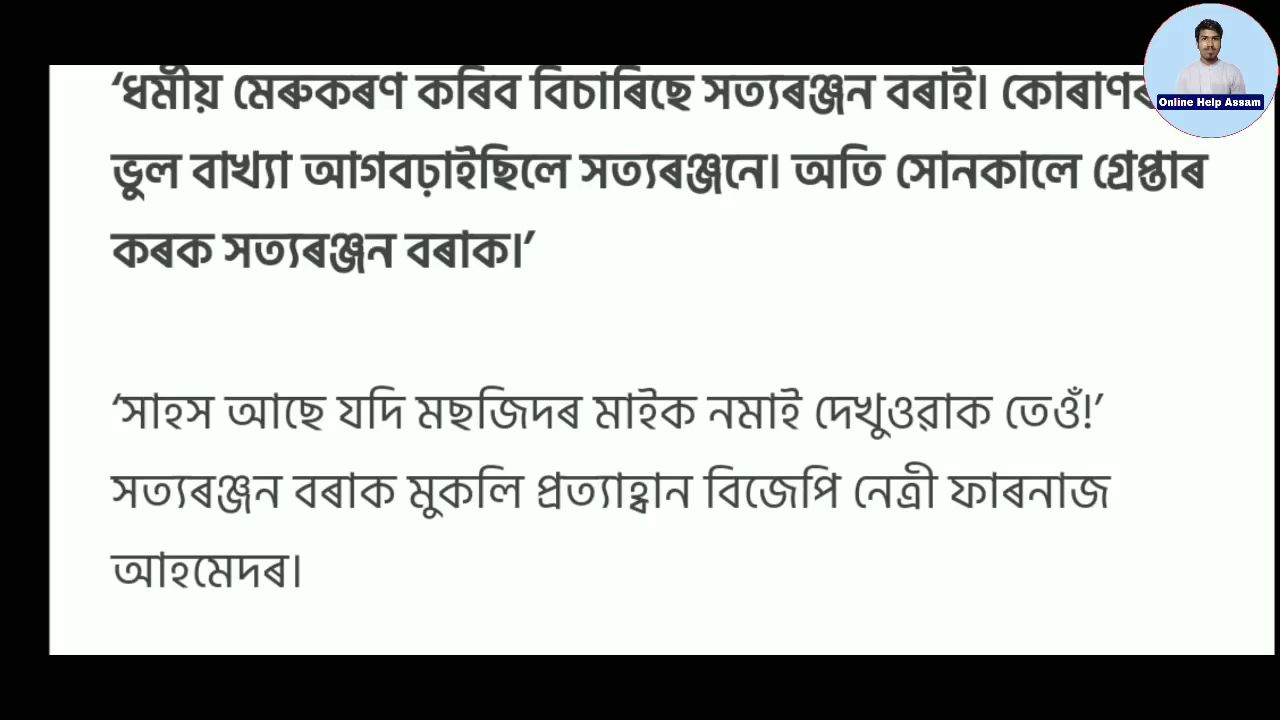 ‘ধৰ্মীয় মেৰুকৰণ কৰিব বিচাৰিছে সত্যৰঞ্জন বৰাই। কোৰাণৰ
ভুল বাখ্যা আগবঢ়াইছিলে সত্যৰঞ্জনে। অতি সোনকালে গ্ৰেপ্তাৰ
কৰক সত্যৰঞ্জন বৰাক।’
‘সাহস আছে যদি মছজিদৰ মাইক নমাই দেখুওৱাক তেওঁ!’
সত্যৰঞ্জন বৰাক মুকলি প্ৰত্যাহ্বান বিজেপি নেত্ৰী ফাৰনাজ
আহমেদৰ।
Online Help Assam